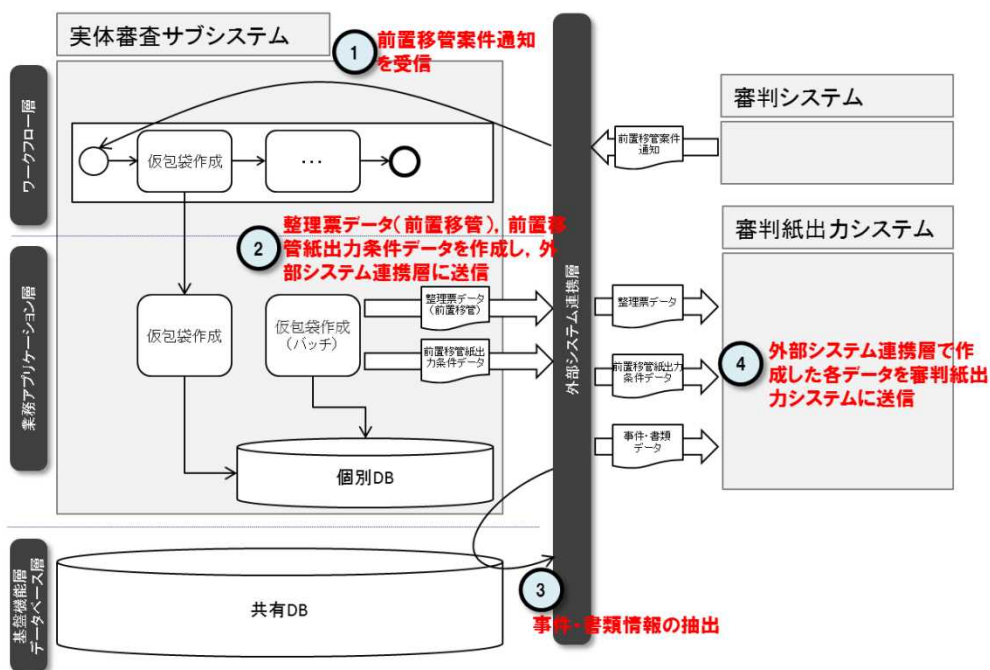 実体審査サブシステム
1
前置移管案件通知
を受信
ワークフロー層
仮包袋作成
...
審判システム
前置移管案件
通知
2
整理票データ(前置移管),前置移
管紙出力条件データを作成し,外
部システム連携層に送信
審判紙出力システム
業務アプリケーション層
仮包袋作成
仮包袋作成
(バッチ)
整理票データ
(前置移管)
前置移管紙出
力条件データ
外部システム連携層
整理票データ
前置移管紙出力
条件データ
事件・書類
データ
4
外部システム連携層で作
成した各データを審判紙出
力システムに送信
個別DB
基盤機能層
データベース層
共有DB
3
事件・書類情報の抽出